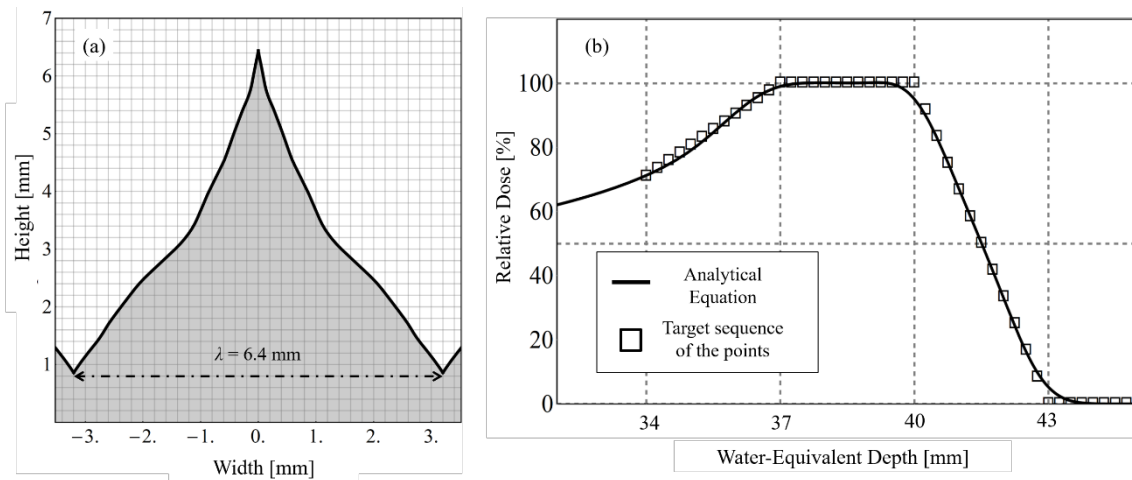 (a)
7
6
5
4
3
2
1
Height [mm]
λ = 6.4 mm
−3. −2. −1. 0. 1. 2. 3.
Width [mm]
(b)
100
80
60
40
20
0
Relative Dose [%]
Analytical
Equation
Target sequence
of the points
34 37 40 43
Water-Equivalent Depth [mm]